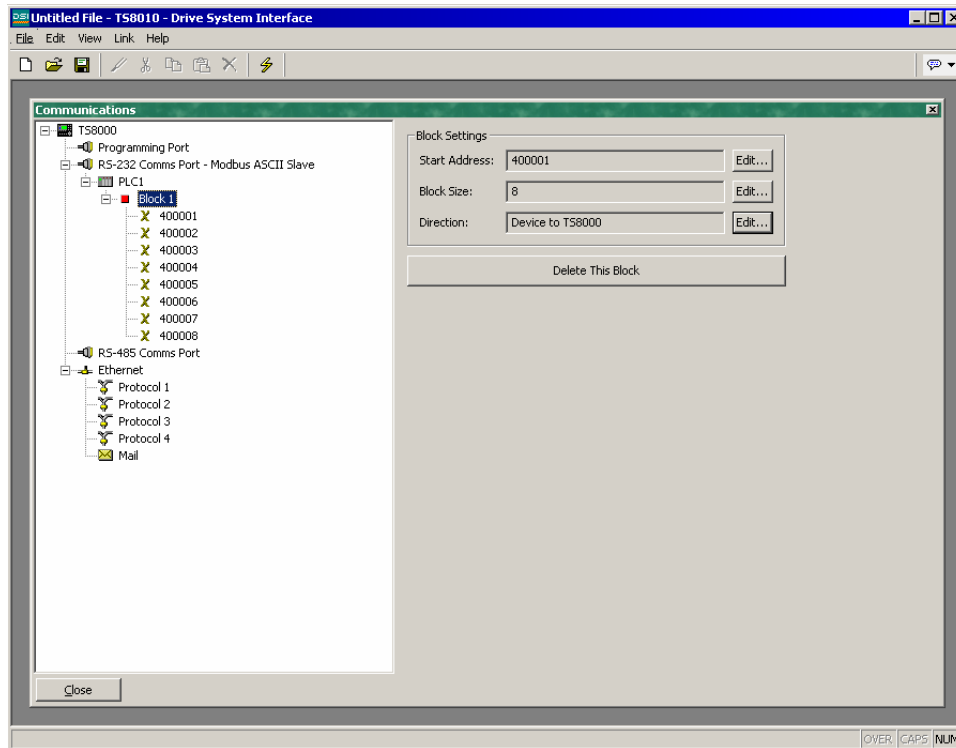 DSI Untitled File - TS8010 - Drive System Interface
File Edit View Link Help
Communications
TS8000
Programming Port
RS-232 Comms Port - Modbus ASCII Slave
PLC1
Block 1
400001
400002
400003
400004
400005
400006
400007
400008
RS-485 Comms Port
Ethernet
Protocol 1
Protocol 2
Protocol 3
Protocol 4
Mail
Block Settings
Start Address: 400001 Edit...
Block Size: 8 Edit...
Direction: Device to TS8000 Edit...
Delete This Block
Close
OVER CAPS NUM